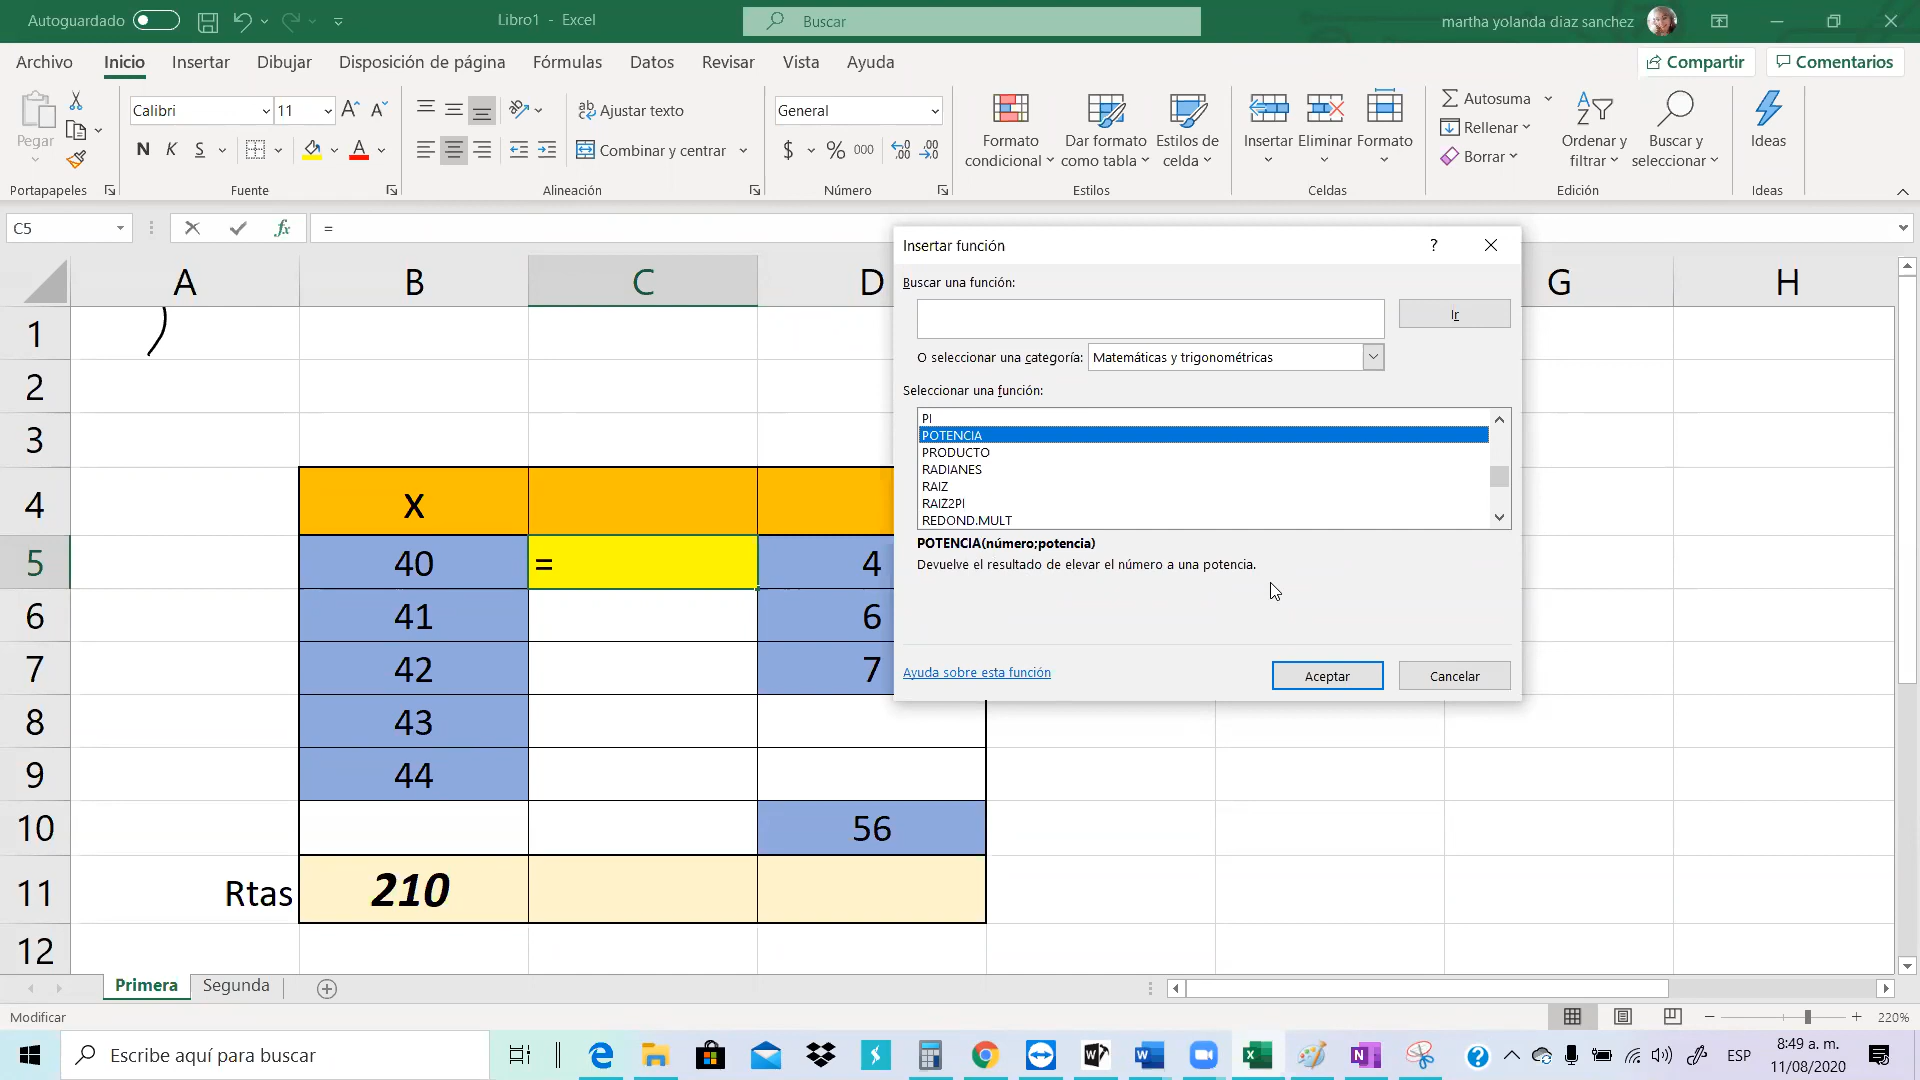 Autoguardado
Libro1 - Excel
Buscar
martha yolanda diaz sanchez
Archivo Inicio Insertar Dibujar Disposición de página Fórmulas Datos Revisar Vista Ayuda Compartir Comentarios
Pegar
Portapapeles
Calibri 11
N K S
Fuente
Ajustar texto
Combinar y centrar
Alineación
General
$ % 000
Número
Formato condicional
Dar formato como tabla
Estilos de celda
Estilos
Insertar Eliminar Formato
Celdas
Autosuma
Rellenar
Borrar
Ordenar y filtrar
Buscar y seleccionar
Edición
Ideas
Ideas
C5
fx
=
A B C D G H
1
2
3
4 X
5 40 = 4
6 41 6
7 42 7
8 43
9 44
10 56
11 Rtas 210
12
Insertar función
?
Buscar una función:
Ir
O seleccionar una categoría: Matemáticas y trigonométricas
Seleccionar una función:
PI
POTENCIA
PRODUCTO
RADIANES
RAIZ
RAIZ2PI
REDOND.MULT
POTENCIA(número;potencia)
Devuelve el resultado de elevar el número a una potencia.
Ayuda sobre esta función
Aceptar
Cancelar
Primera Segunda
Modificar
220%
Escribe aquí para buscar
ESP
8:49 a. m.
11/08/2020